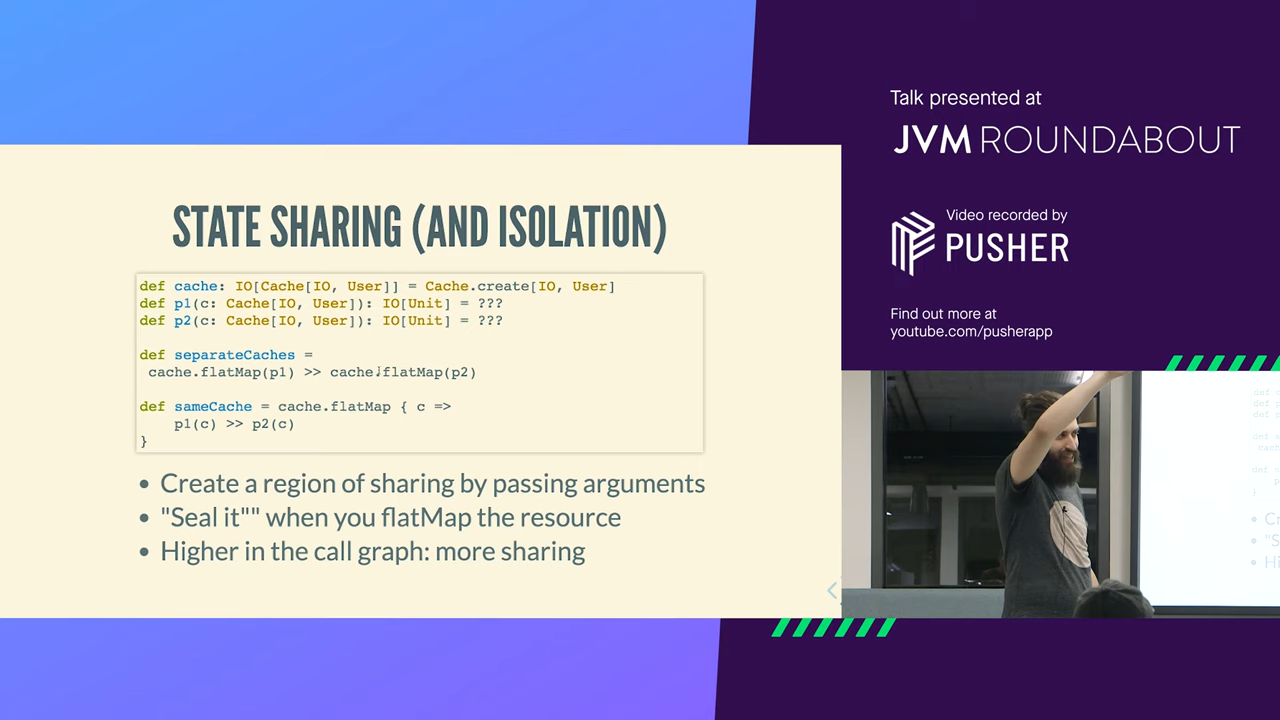 Talk presented at
JVM ROUNDABOUT
Video recorded by
PUSHER
Find out more at
youtube.com/pusherapp
STATE SHARING (AND ISOLATION)
def cache: IO[Cache[IO, User]] = Cache.create[IO, User]
def p1(c: Cache[IO, User]): IO[Unit] = ???
def p2(c: Cache[IO, User]): IO[Unit] = ???
def separateCaches =
cache.flatMap(p1) >> cache.flatMap(p2)
def sameCache = cache.flatMap { c =>
p1(c) >> p2(c)
}
• Create a region of sharing by passing arguments
• "Seal it"" when you flatMap the resource
• Higher in the call graph: more sharing